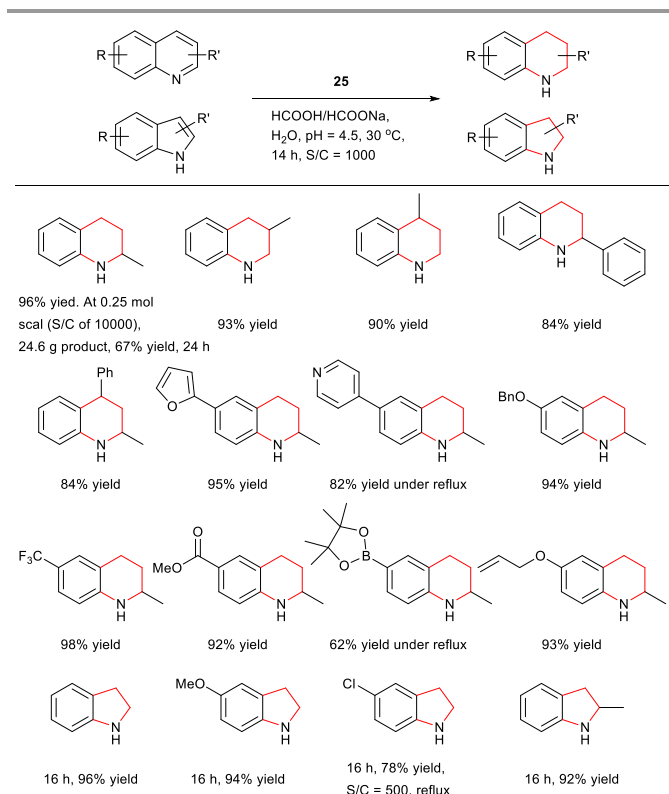 R
R'
N
R
R'
N
H
25
HCOOH/HCOONa,
H2O, pH = 4.5, 30 oC,
14 h, S/C = 1000
R
R'
N
H
R
R'
N
H
N
H
N
H
N
H
N
H
96% yied. At 0.25 mol
scal (S/C of 10000),
24.6 g product, 67% yield, 24 h
93% yield
90% yield
84% yield
Ph
N
H
O
N
H
N
N
H
BnO
N
H
84% yield
95% yield
82% yield under reflux
94% yield
F3C
N
H
O
MeO
N
H
O
B
O
N
H
O
N
H
98% yield
92% yield
62% yield under reflux
93% yield
N
H
MeO
N
H
Cl
N
H
N
H
16 h, 96% yield
16 h, 94% yield
16 h, 78% yield,
S/C = 500, reflux
16 h, 92% yield